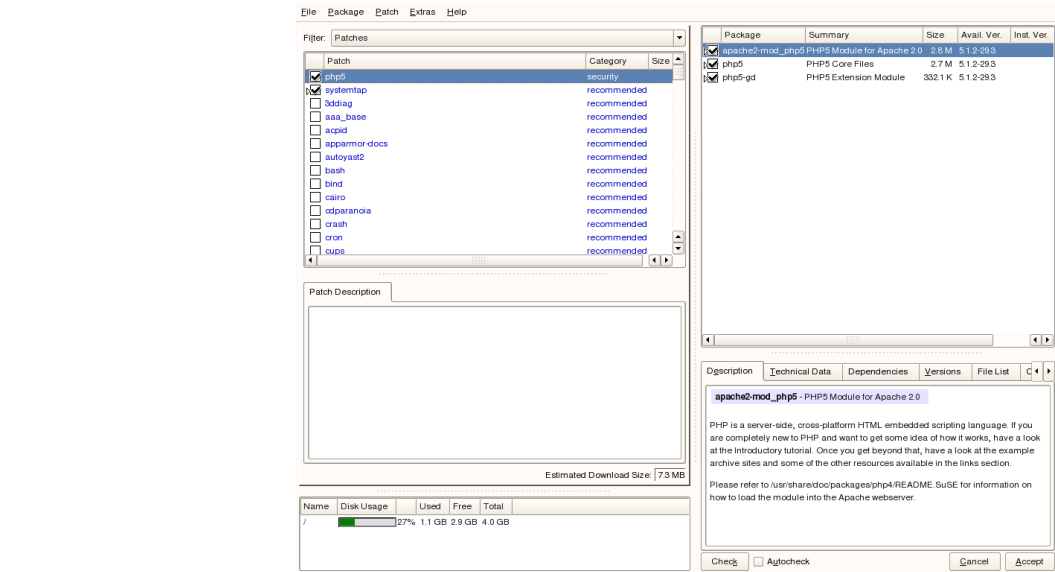 File Package Patch Extras Help
Filter: Patches
Patch Category Size
php5 security
systemtap recommended
3ddiag recommended
aaa_base recommended
acpid recommended
apparmor-docs recommended
autoyast2 recommended
bash recommended
bind recommended
cairo recommended
cdparanoia recommended
crash recommended
cron recommended
cups recommended
Patch Description
Estimated Download Size: 7.3 MB
Name Disk Usage Used Free Total
/ 27% 1.1 GB 2.9 GB 4.0 GB
Package Summary Size Avail. Ver. Inst. Ver.
apache2-mod_php5 PHP5 Module for Apache 2.0 2.8 M 5.1.2-29.3
php5 PHP5 Core Files 2.7 M 5.1.2-29.3
php5-gd PHP5 Extension Module 332.1 K 5.1.2-29.3
Description Technical Data Dependencies Versions File List
apache2-mod_php5 - PHP5 Module for Apache 2.0
PHP is a server-side, cross-platform HTML embedded scripting language. If you
are completely new to PHP and want to get some idea of how it works, have a look
at the Introductory tutorial. Once you get beyond that, have a look at the example
archive sites and some of the other resources available in the links section.
Please refer to /usr/share/doc/packages/php4/README.SuSE for information on
how to load the module into the Apache webserver.
Check Autocheck Cancel Accept